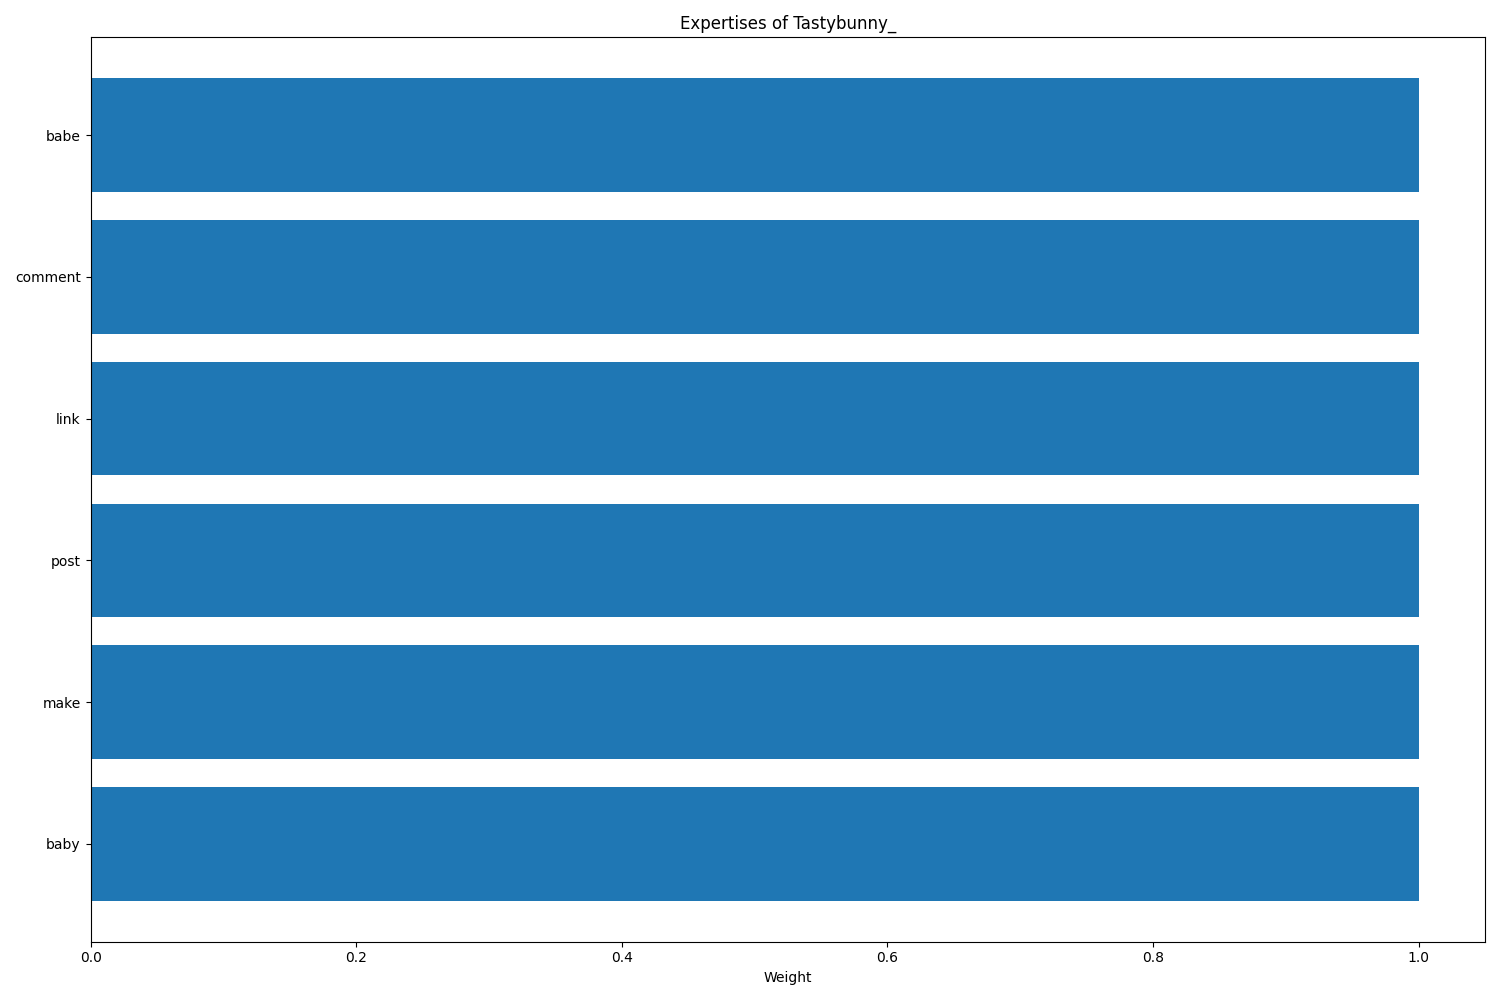 Expertises of Tastybunny_
babe
comment
link
post
make
baby
0.0 0.2 0.4 0.6 0.8 1.0
Weight